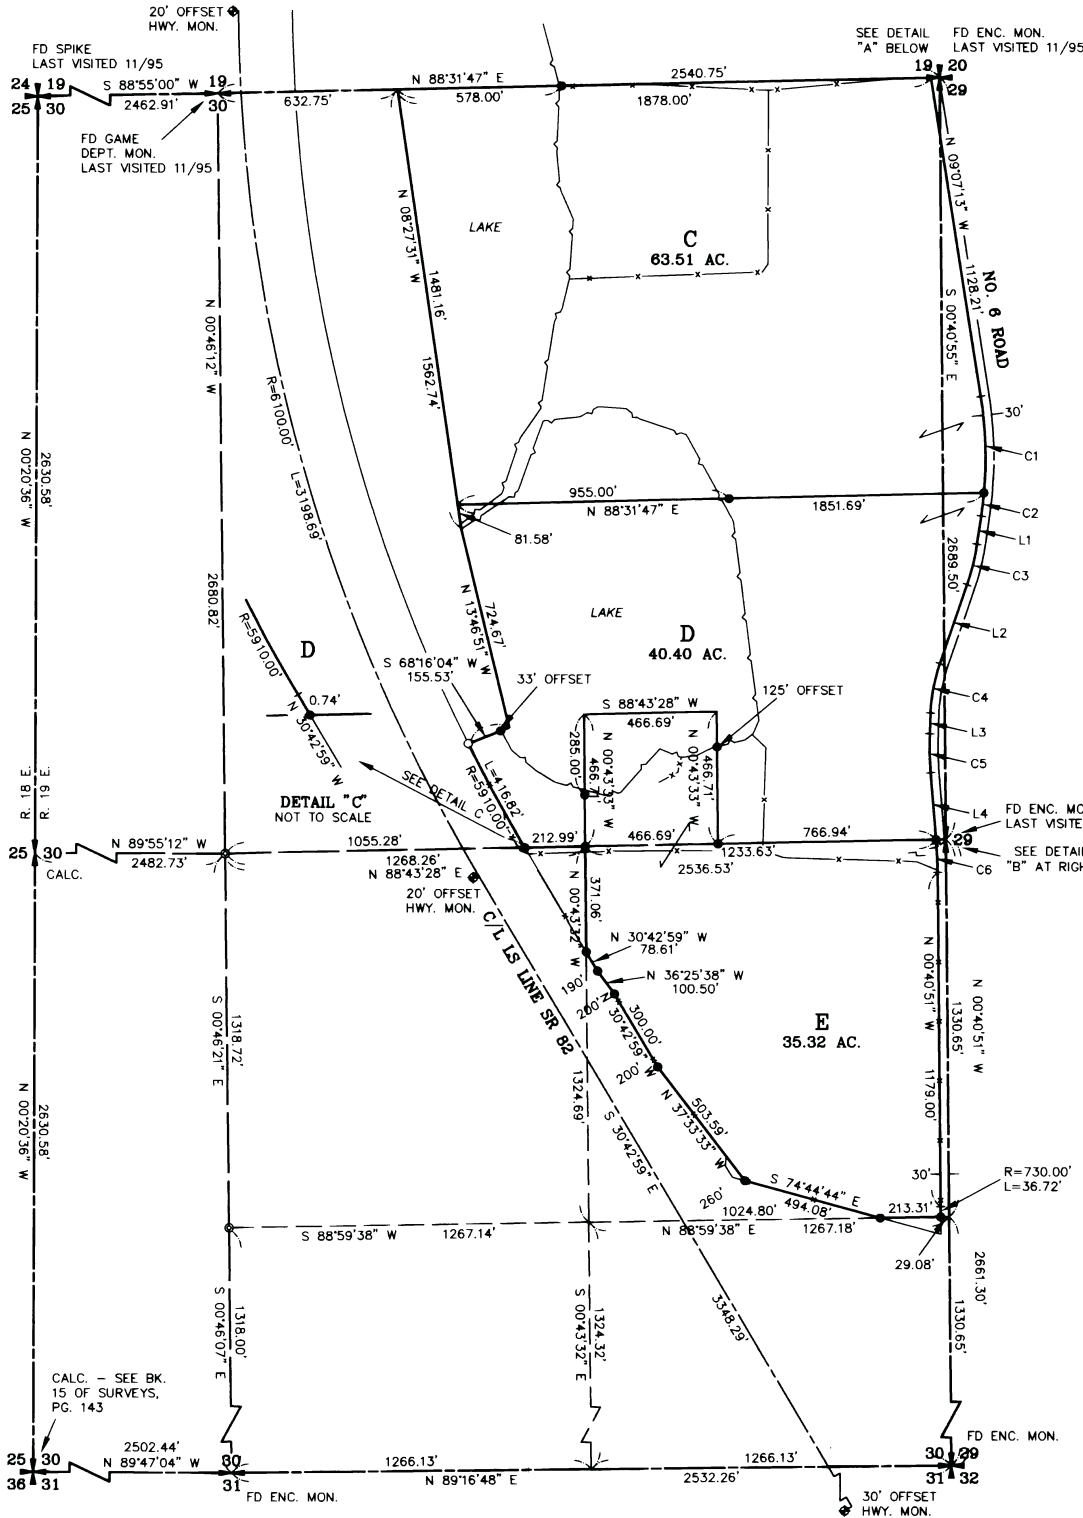 20' OFFSET
HWY. MON.
SEE DETAIL
"A" BELOW
FD ENC. MON.
LAST VISITED 11/95
FD SPIKE
LAST VISITED 11/95
24 19
25 30
S 88°55'00" W
2462.91'
19
30
N 88°31'47" E
2540.75'
632.75'
578.00'
1878.00'
19 20
29
FD GAME
DEPT. MON.
LAST VISITED 11/95
N 08°27'31" W
1481.16'
1562.74'
LAKE
C
63.51 AC.
N 09°07'13" W
1128.21'
NO. 6 ROAD
S 00°40'55" E
N 00°46'12" W
2680.82'
R=6100.00'
L=3198.69'
30'
C1
N 00°20'36" W
2630.58'
955.00'
N 88°31'47" E
1851.69'
81.58'
C2
L1
C3
2689.50'
L2
LAKE
724.67'
N 13°46'51" W
D
40.40 AC.
R=5910.00'
D
S 68°16'04" W
155.53'
33' OFFSET
125' OFFSET
0.74'
N 30°42'59" W
S 88°43'28" W
466.69'
C4
L3
C5
L4
285.00'
466.71'
N 00°43'33" W
N 00°43'33" W
466.71'
L=416.82'
R=5910.00'
SEE DETAIL C
DETAIL "C"
NOT TO SCALE
R. 18 E.
R. 19 E.
FD ENC. MO
LAST VISITE
25 30
N 89°55'12" W
2482.73'
CALC.
1055.28'
212.99'
466.69'
766.94'
29
1268.26'
N 88°43'28" E
1233.63'
2536.53'
SEE DETAIL
"B" AT RIGH
C6
20' OFFSET
HWY. MON.
371.06'
N 00°43'32" W
C/L LS LINE SR 82
N 30°42'59" W
78.61'
190'
N 36°25'38" W
100.50'
200'
300.00'
N 30°42'59" W
200'
E
35.32 AC.
N 00°40'51" W
1179.00'
N 00°40'51" W
1330.65'
1318.72'
S 00°46'21" E
1324.69'
S 30°42'59" E
503.59'
N 37°33'33" W
260'
S 74°44'44" E
494.08'
30'
R=730.00'
L=36.72'
N 00°20'36" W
2630.58'
S 88°59'38" W
1267.14'
1024.80'
N 88°59'38" E
1267.18'
213.31'
29.08'
2661.30'
1330.65'
1318.00'
S 00°46'07" E
1324.32'
S 00°43'32" E
3348.29'
CALC. – SEE BK.
15 OF SURVEYS,
PG. 143
FD ENC. MON.
25 30
36 31
2502.44'
N 89°47'04" W
30
31
1266.13'
N 89°16'48" E
1266.13'
2532.26'
30 29
31 32
FD ENC. MON.
30' OFFSET
HWY. MON.